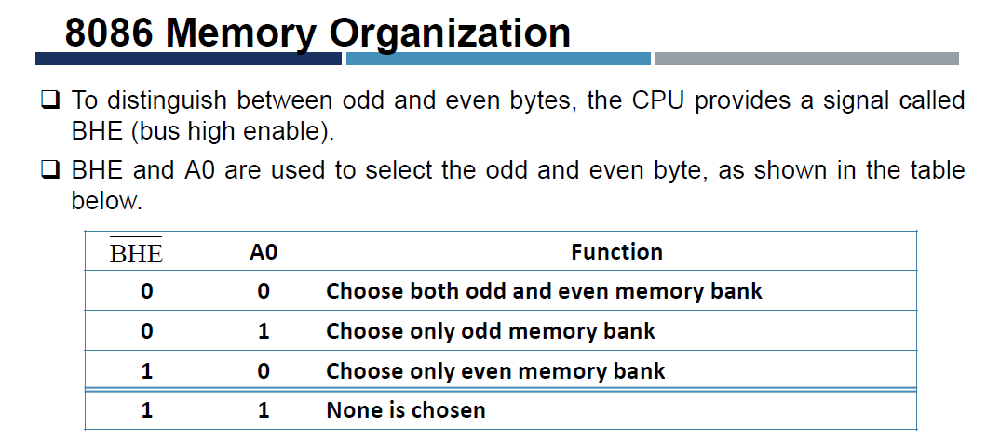 8086 Memory Organization
❑ To distinguish between odd and even bytes, the CPU provides a signal called
BHE (bus high enable).
❑ BHE and A0 are used to select the odd and even byte, as shown in the table
below.
B̅H̅E̅ A0 Function
0 0 Choose both odd and even memory bank
0 1 Choose only odd memory bank
1 0 Choose only even memory bank
1 1 None is chosen